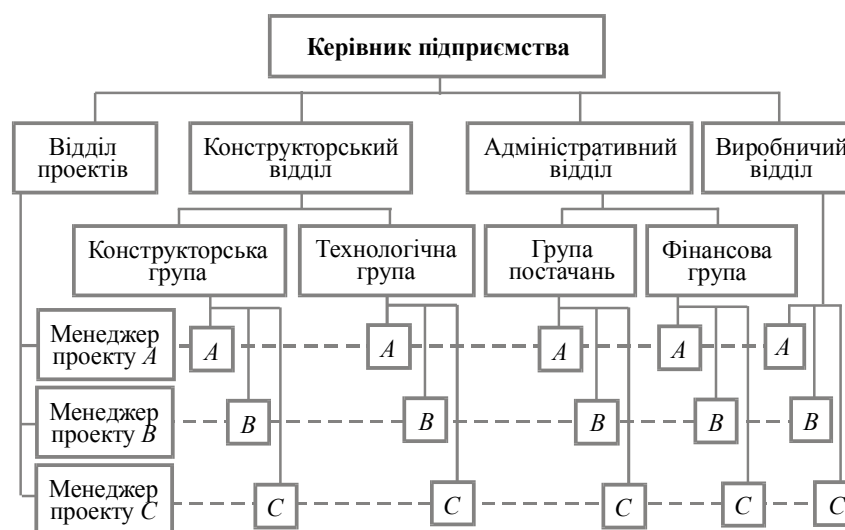 Керівник підприємства
Відділ
проектів
Конструкторський
відділ
Адміністративний
відділ
Виробничий
відділ
Конструкторська
група
Технологічна
група
Група
постачань
Фінансова
група
Менеджер
проекту A
A
A
A
A
A
Менеджер
проекту B
B
B
B
B
B
Менеджер
проекту C
C
C
C
C
C